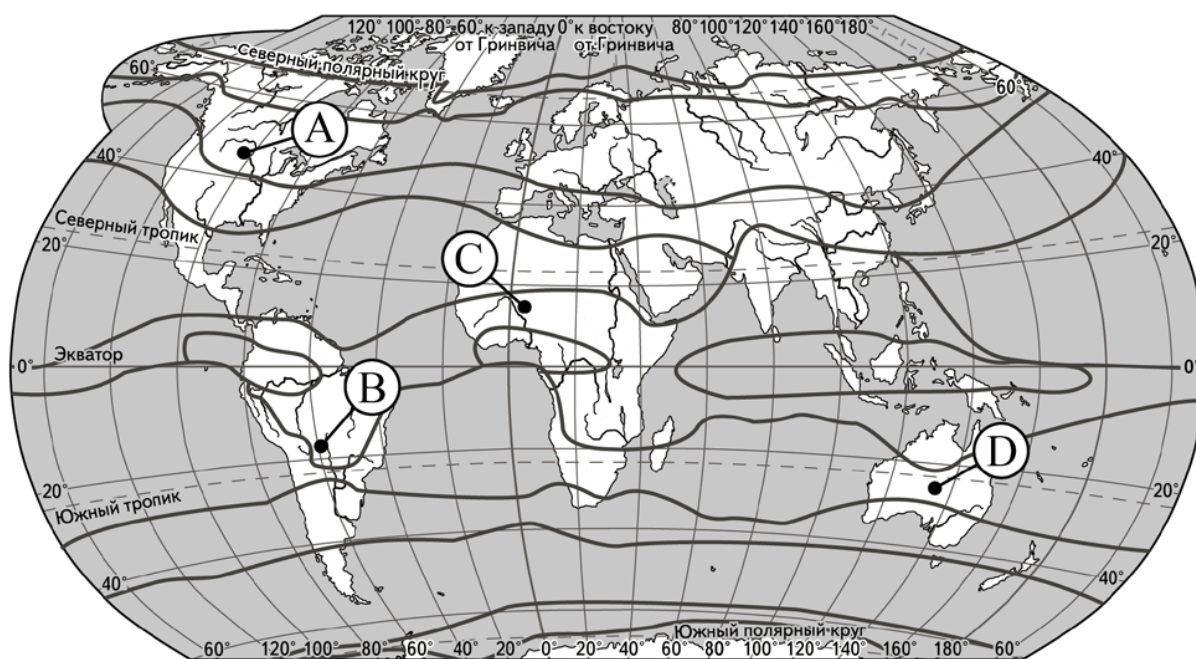 120° 100° 80° 60° к западу 0° к востоку 80° 100° 120° 140° 160° 180°
от Гринвича от Гринвича
Северный полярный круг
60° 60°
A
40° 40°
Северный тропик
20° 20°
C
Экватор
0° 0°
B
D
20° 20°
Южный тропик
40° 40°
Южный полярный круг
60° 120° 100° 80° 60° 40° 20° 0° 20° 40° 60° 80° 100° 120° 140° 180° 60°